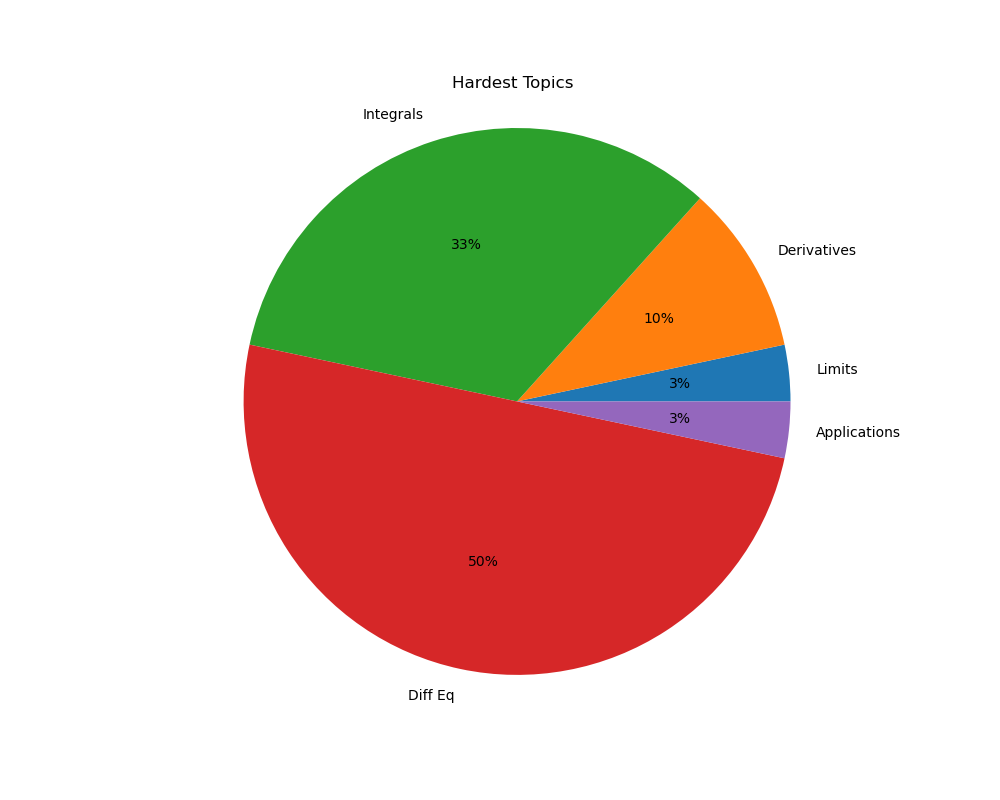 Hardest Topics
Integrals
33%
Derivatives
10%
Limits
3%
3%
Applications
50%
Diff Eq